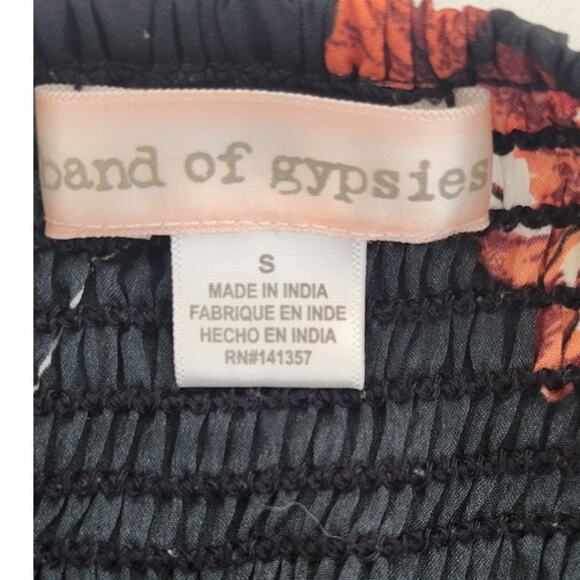 band of gypsies
S
MADE IN INDIA
FABRIQUE EN INDE
HECHO EN INDIA
RN#141357